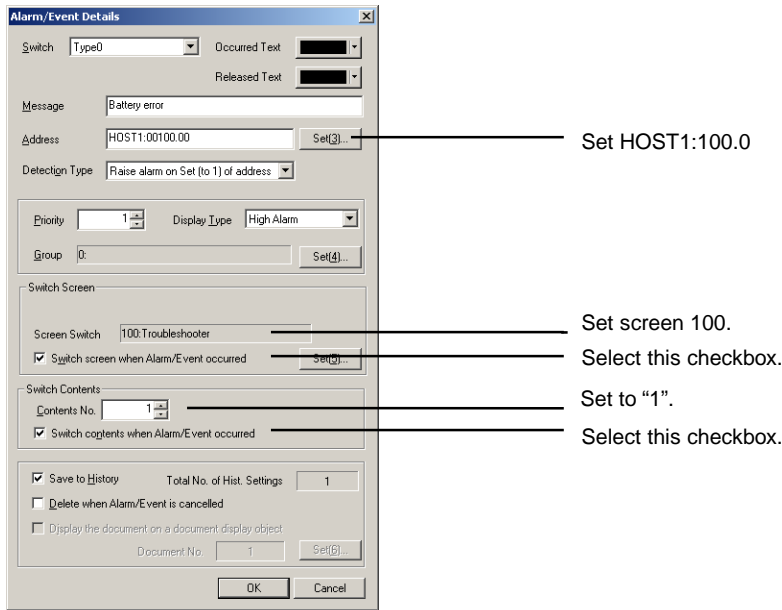 Alarm/Event Details
Switch Type0 Occurred Text
Released Text
Message Battery error
Address HOST1:00100.00 Set(3)...
Set HOST1:100.0
Detection Type Raise alarm on Set (to 1) of address
Priority 1 Display Type High Alarm
Group 0: Set(4)...
Switch Screen
Screen Switch 100:Troubleshooter
Set screen 100.
Switch screen when Alarm/Event occurred Set(5)...
Select this checkbox.
Switch Contents
Contents No. 1
Set to “1”.
Switch contents when Alarm/Event occurred
Select this checkbox.
Save to History Total No. of Hist. Settings 1
Delete when Alarm/Event is cancelled
Display the document on a document display object
Document No. 1 Set(6)...
OK Cancel